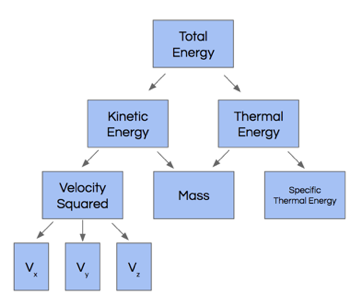 Total
Energy
Kinetic
Energy
Thermal
Energy
Velocity
Squared
Mass
Specific
Thermal Energy
Vx
Vy
Vz